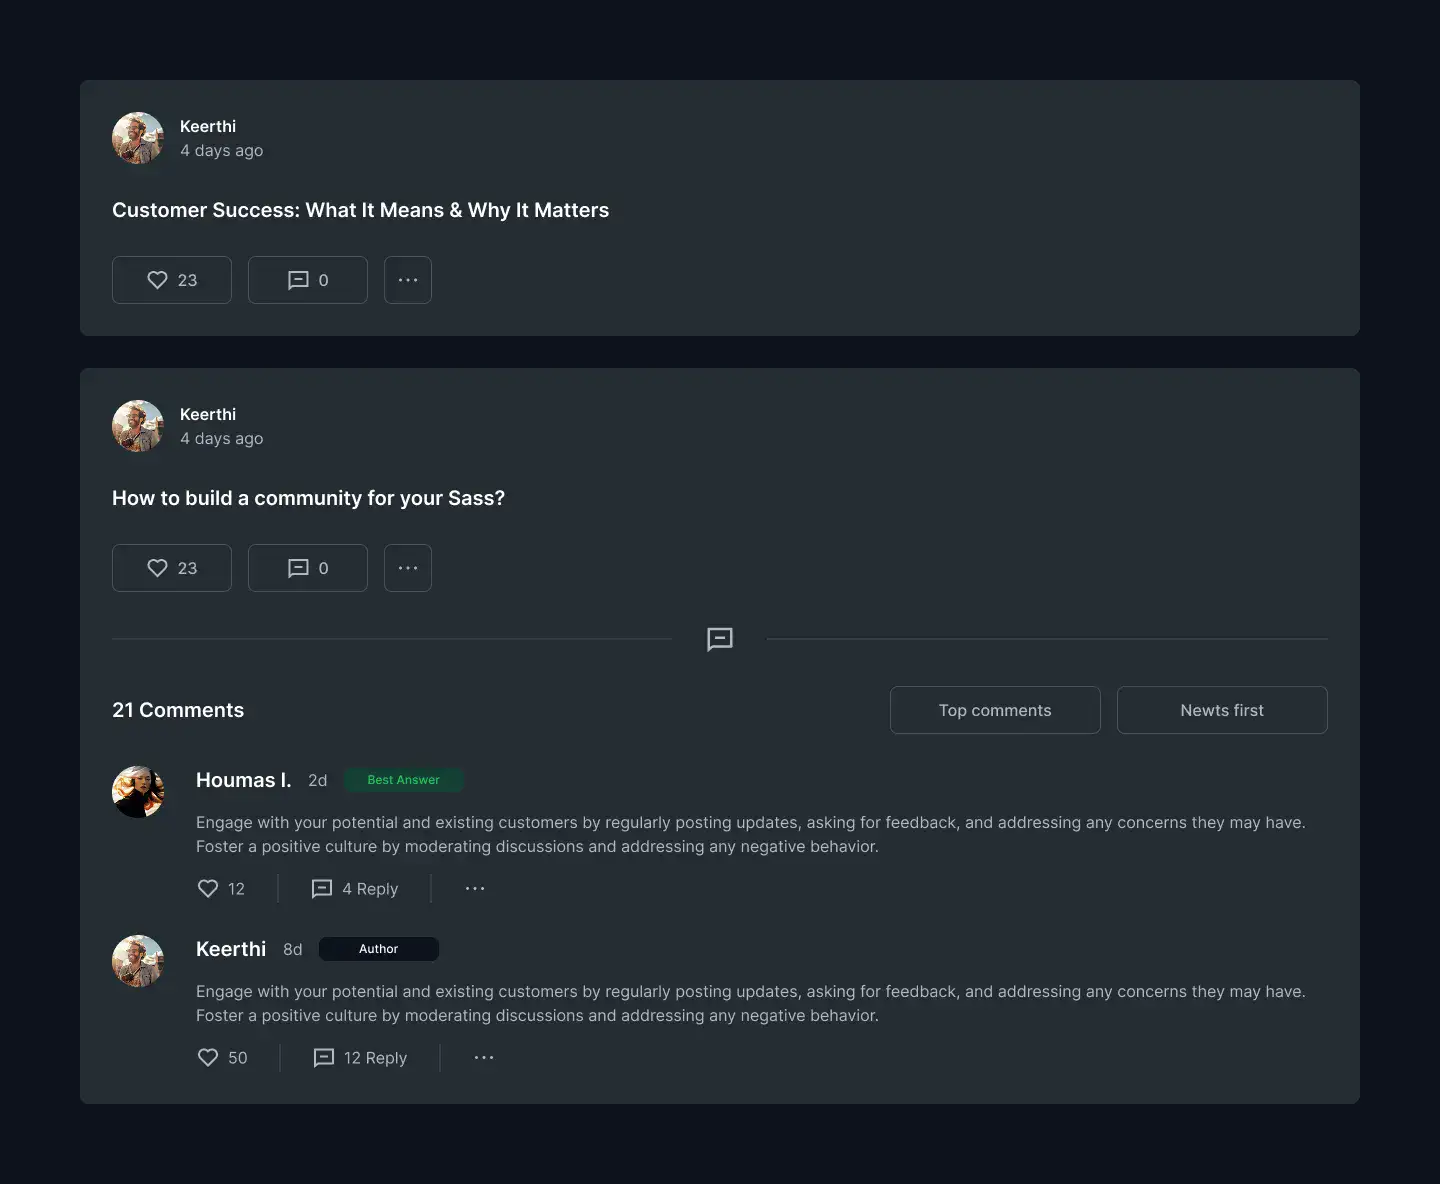 Keerthi
4 days ago
Customer Success: What It Means & Why It Matters
23
0
Keerthi
4 days ago
How to build a community for your Sass?
23
0
21 Comments
Top comments
Newts first
Houmas I. 2d Best Answer
Engage with your potential and existing customers by regularly posting updates, asking for feedback, and addressing any concerns they may have.
Foster a positive culture by moderating discussions and addressing any negative behavior.
12
4 Reply
Keerthi 8d Author
Engage with your potential and existing customers by regularly posting updates, asking for feedback, and addressing any concerns they may have.
Foster a positive culture by moderating discussions and addressing any negative behavior.
50
12 Reply